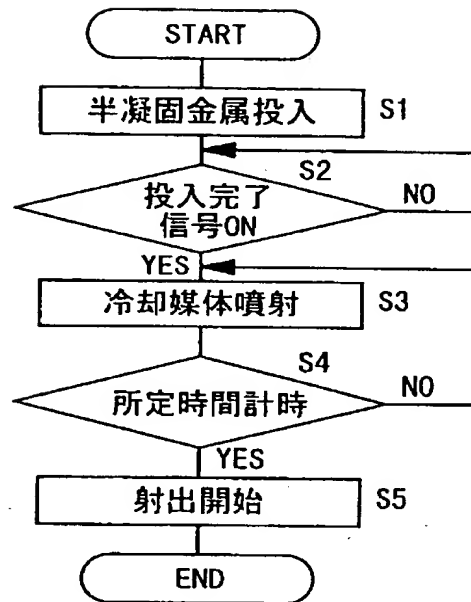 START
半凝固金属投入 S1
S2
投入完了
信号ON
NO
YES
冷却媒体噴射 S3
S4
所定時間計時
NO
YES
射出開始 S5
END